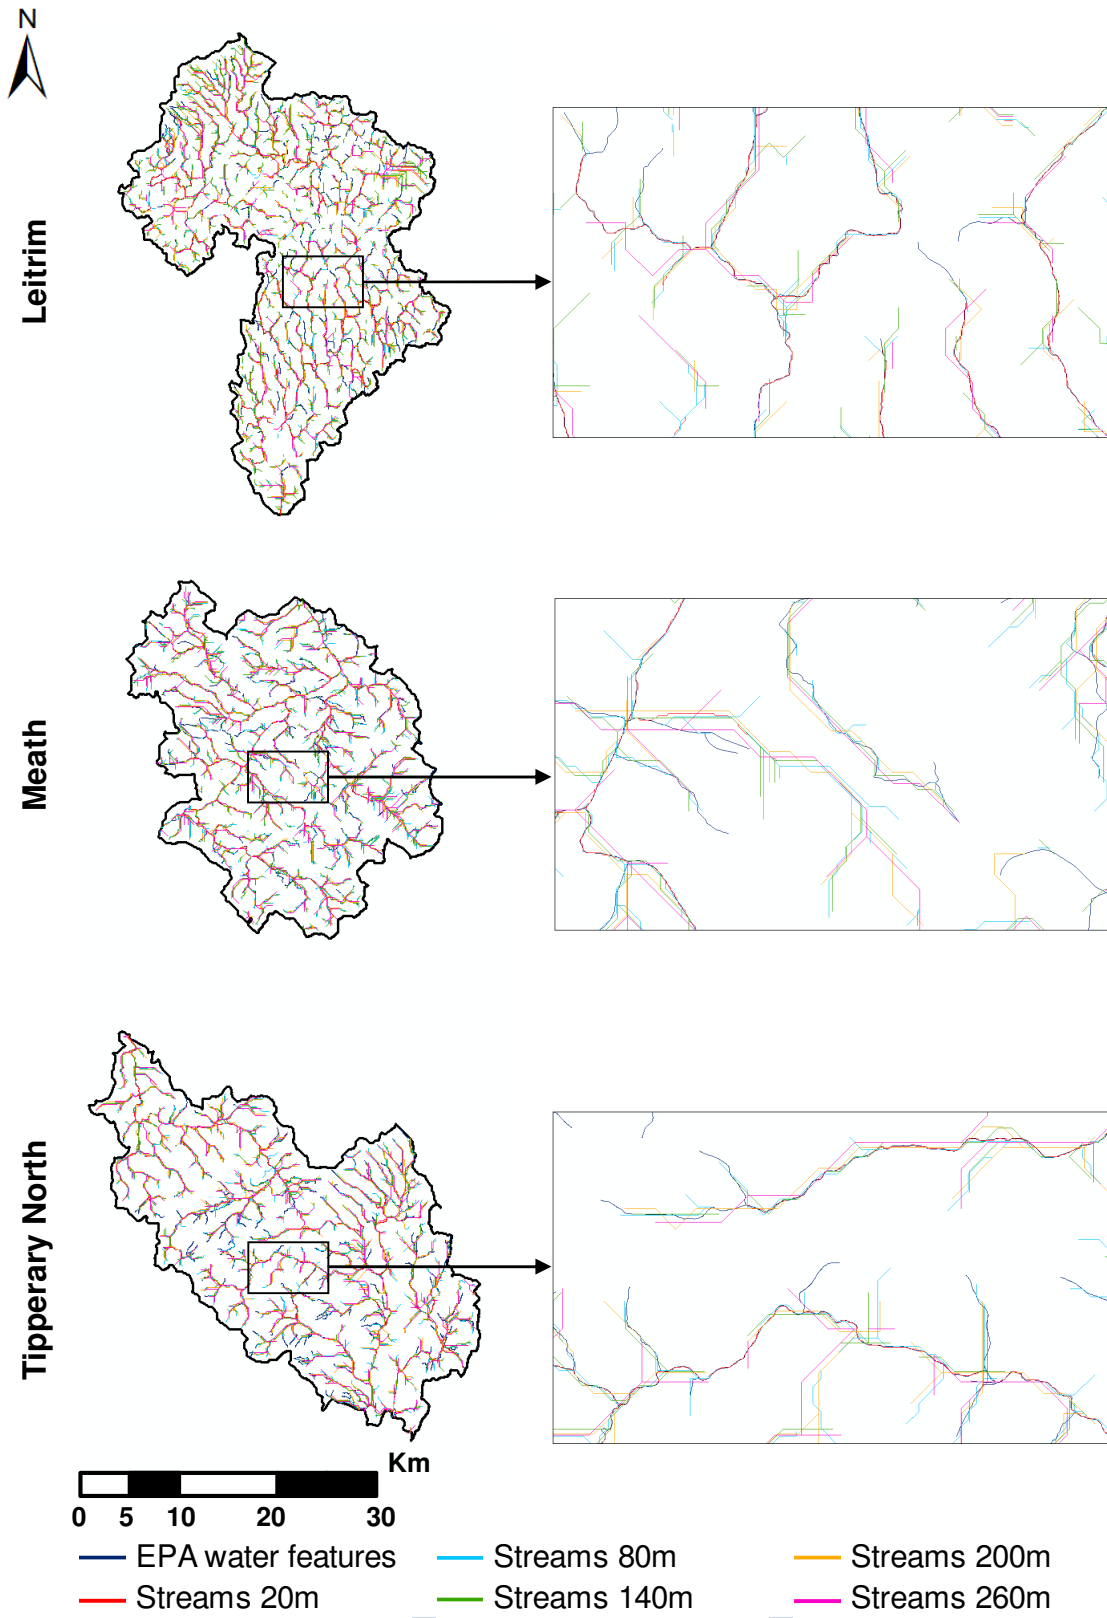 N
Leitrim
Meath
Tipperary North
Km
0 5 10 20 30
EPA water features Streams 80m Streams 200m
Streams 20m Streams 140m Streams 260m